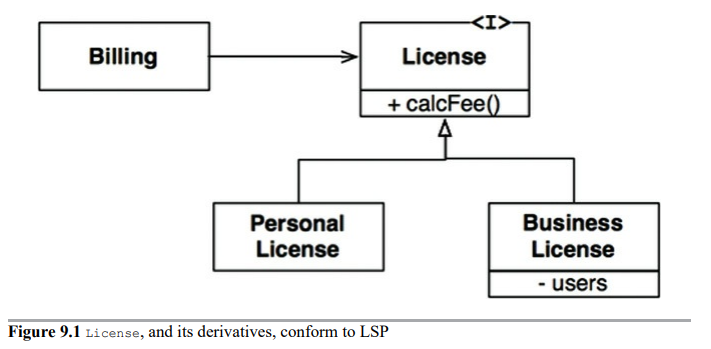 <I>
Billing
License
+ calcFee()
Personal
License
Business
License
- users
Figure 9.1 License, and its derivatives, conform to LSP